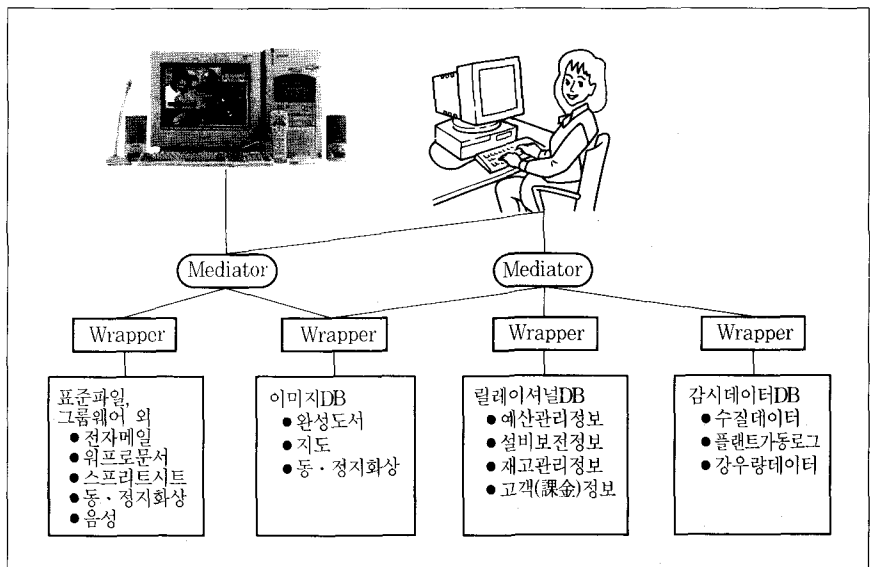 Mediator
Mediator
Wrapper
Wrapper
Wrapper
Wrapper
표준파일,
그룹웨어 외
● 전자메일
● 워프로문서
● 스프리트시트
● 동・정지화상
● 음성
이미지DB
● 완성도서
● 지도
● 동・정지화상
릴레이셔널DB
● 예산관리정보
● 설비보전정보
● 재고관리정보
● 고객(課金)정보
감시데이터DB
● 수질데이터
● 플랜트가동로그
● 강우량데이터